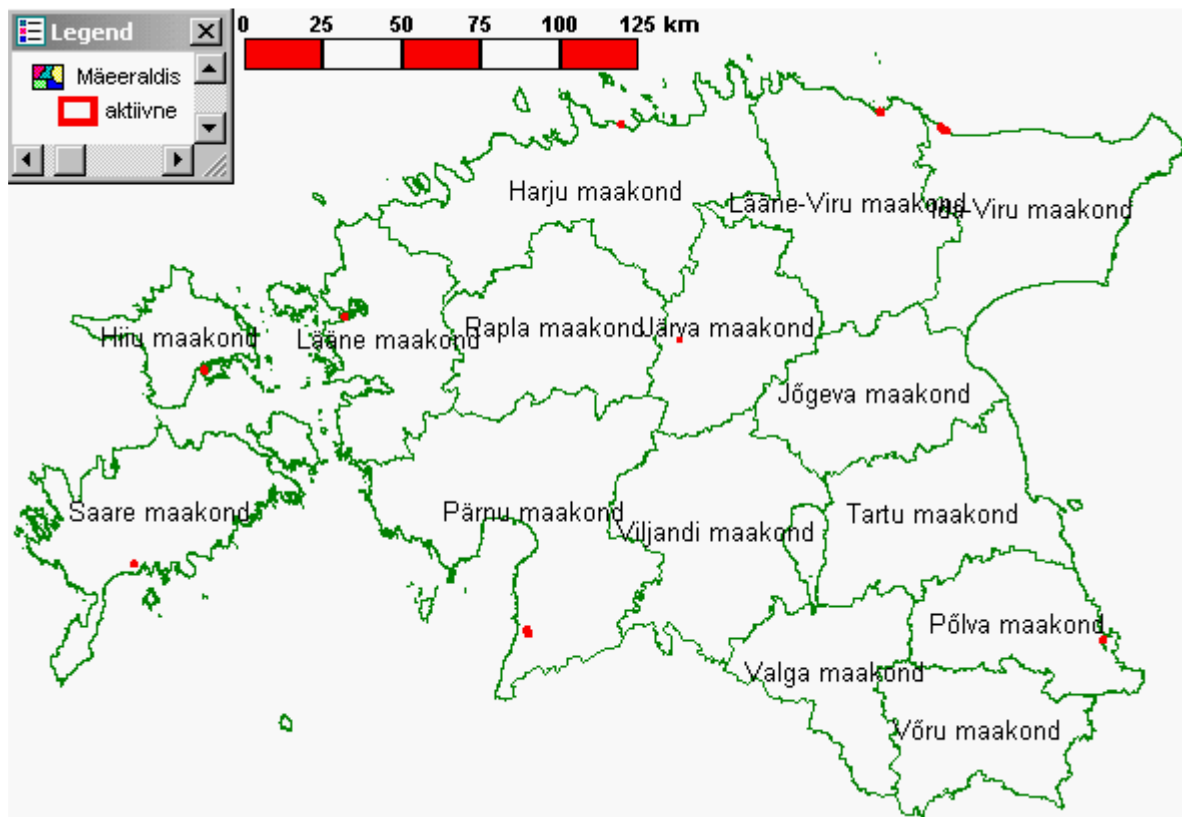 Legend
Mäeeraldis
aktiivne
0 25 50 75 100 125 km
Harju maakond
Lääne-Viru maakond
Ida-Viru maakond
Hiiu maakond
Lääne maakond
Rapla maakond
Järva maakond
Jõgeva maakond
Saare maakond
Pärnu maakond
Viljandi maakond
Tartu maakond
Põlva maakond
Valga maakond
Võru maakond